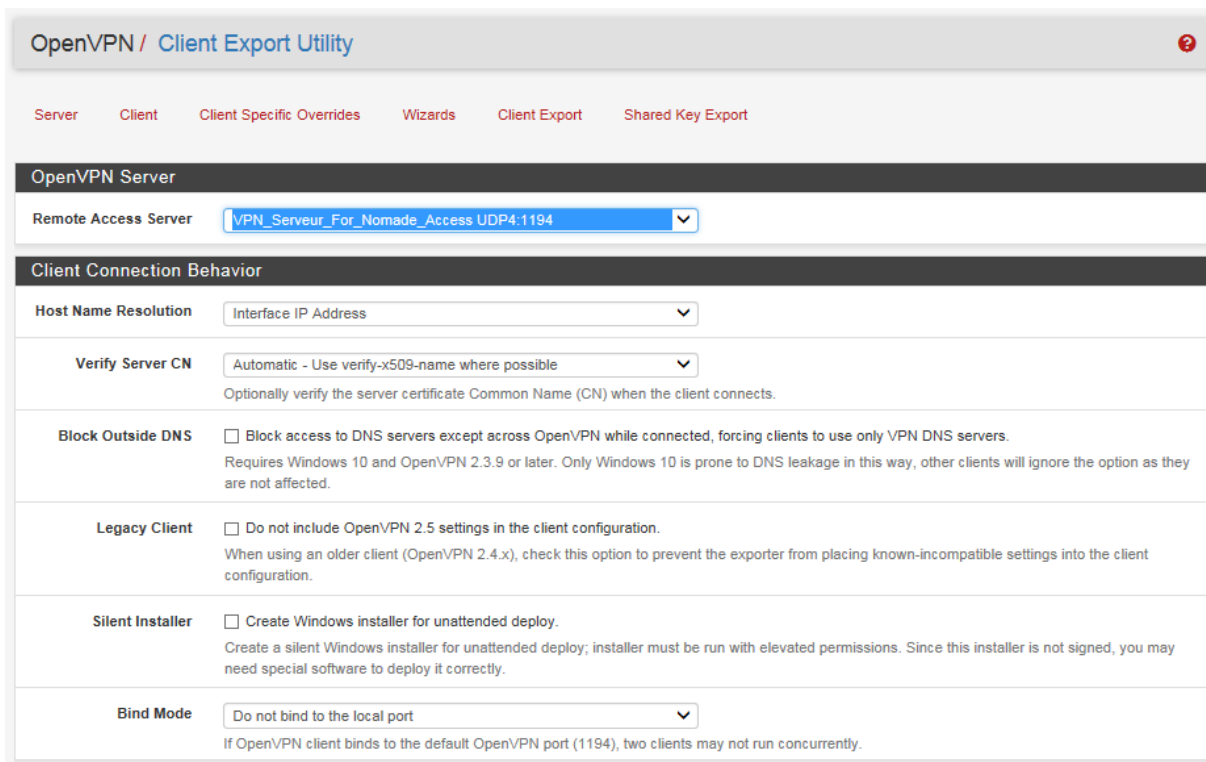 OpenVPN / Client Export Utility
Server Client Client Specific Overrides Wizards Client Export Shared Key Export
OpenVPN Server
Remote Access Server VPN_Serveur_For_Nomade_Access UDP4:1194
Client Connection Behavior
Host Name Resolution Interface IP Address
Verify Server CN Automatic - Use verify-x509-name where possible
Optionally verify the server certificate Common Name (CN) when the client connects.
Block Outside DNS Block access to DNS servers except across OpenVPN while connected, forcing clients to use only VPN DNS servers.
Requires Windows 10 and OpenVPN 2.3.9 or later. Only Windows 10 is prone to DNS leakage in this way, other clients will ignore the option as they
are not affected.
Legacy Client Do not include OpenVPN 2.5 settings in the client configuration.
When using an older client (OpenVPN 2.4.x), check this option to prevent the exporter from placing known-incompatible settings into the client
configuration.
Silent Installer Create Windows installer for unattended deploy.
Create a silent Windows installer for unattended deploy; installer must be run with elevated permissions. Since this installer is not signed, you may
need special software to deploy it correctly.
Bind Mode Do not bind to the local port
If OpenVPN client binds to the default OpenVPN port (1194), two clients may not run concurrently.